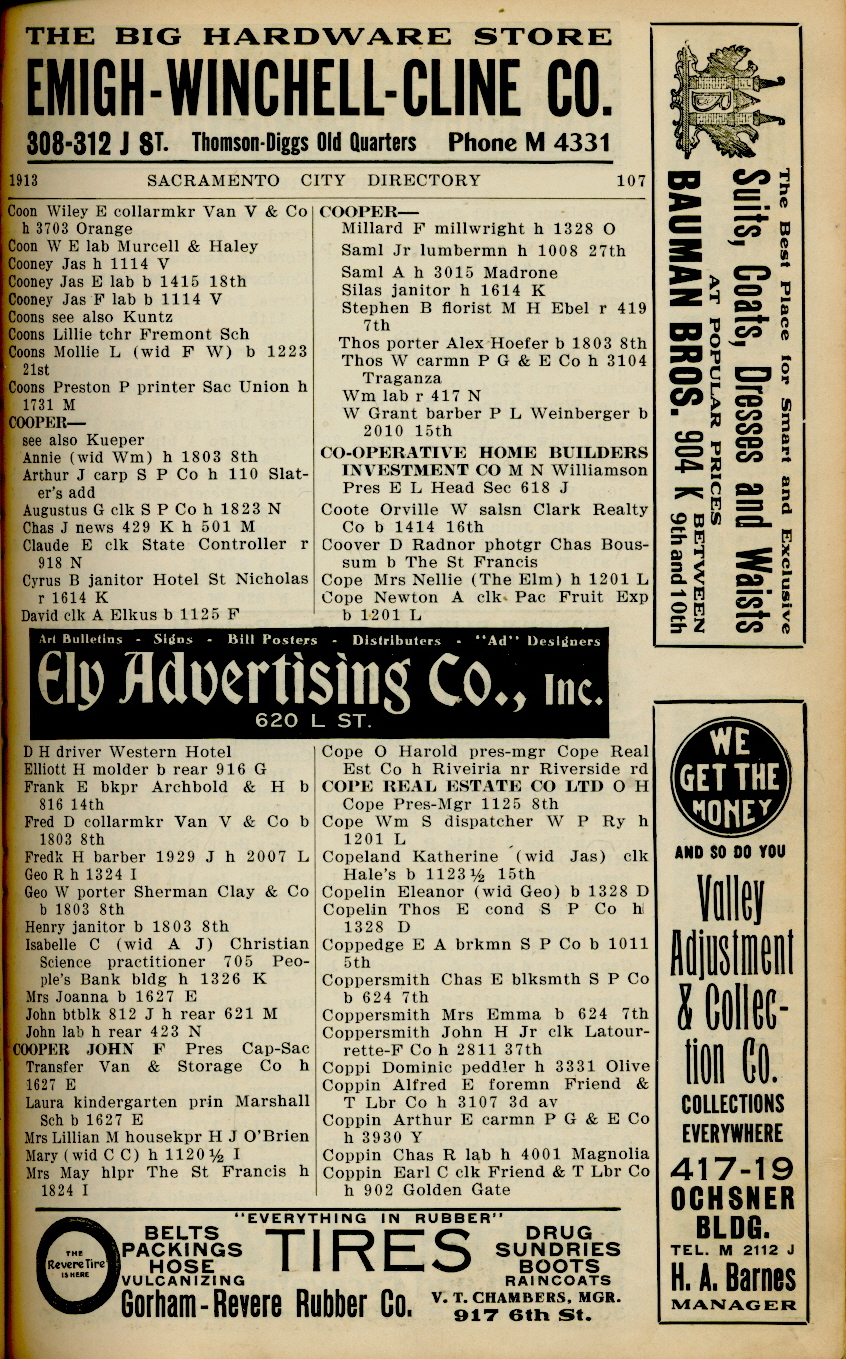 THE BIG HARDWARE STORE
EMIGH-WINCHELL-CLINE CO.
308-312 J ST. Thomson-Diggs Old Quarters Phone M 4331
1913 SACRAMENTO CITY DIRECTORY 107
Coon Wiley E collarmkr Van V & Co
h 3703 Orange
Coon W E lab Murcell & Haley
Cooney Jas h 1114 V
Cooney Jas E lab b 1415 18th
Cooney Jas F lab b 1114 V
Coons see also Kuntz
Coons Lillie tchr Fremont Sch
Coons Mollie L (wid F W) b 1223
21st
Coons Preston P printer Sac Union h
1731 M
COOPER—
see also Kueper
Annie (wid Wm) h 1803 8th
Arthur J carp S P Co h 110 Slat-
er's add
Augustus G clk S P Co h 1823 N
Chas J news 429 K h 501 M
Claude E clk State Controller r
918 N
Cyrus B janitor Hotel St Nicholas
r 1614 K
David clk A Elkus b 1125 F
COOPER—
Millard F millwright h 1328 O
Saml Jr lumbermn h 1008 27th
Saml A h 3015 Madrone
Silas janitor h 1614 K
Stephen B florist M H Ebel r 419
7th
Thos porter Alex Hoefer b 1803 8th
Thos W carmn P G & E Co h 3104
Traganza
Wm lab r 417 N
W Grant barber P L Weinberger b
2010 15th
CO-OPERATIVE HOME BUILDERS
INVESTMENT CO M N Williamson
Pres E L Head Sec 618 J
Coote Orville W salsn Clark Realty
Co b 1414 16th
Coover D Radnor photgr Chas Bous-
sum b The St Francis
Cope Mrs Nellie (The Elm) h 1201 L
Cope Newton A clk Pac Fruit Exp
b 1201 L
Art Bulletins - Signs - Bill Posters - Distributers - "Ad" Designers
Ely Advertising Co., Inc.
620 L ST.
D H driver Western Hotel
Elliott H molder b rear 916 G
Frank E bkpr Archbold & H b
816 14th
Fred D collarmkr Van V & Co b
1803 8th
Fredk H barber 1929 J h 2007 L
Geo R h 1324 I
Geo W porter Sherman Clay & Co
b 1803 8th
Henry janitor b 1803 8th
Isabelle C (wid A J) Christian
Science practitioner 705 Peo-
ple's Bank bldg h 1326 K
Mrs Joanna b 1627 E
John btblk 812 J h rear 621 M
John lab h rear 423 N
COOPER JOHN F Pres Cap-Sac
Transfer Van & Storage Co h
1627 E
Laura kindergarten prin Marshall
Sch b 1627 E
Mrs Lillian M housekpr H J O'Brien
Mary (wid C C) h 1120½ I
Mrs May hlpr The St Francis h
1824 I
Cope O Harold pres-mgr Cope Real
Est Co h Riveiria nr Riverside rd
COPE REAL ESTATE CO LTD O H
Cope Pres-Mgr 1125 8th
Cope Wm S dispatcher W P Ry h
1201 L
Copeland Katherine (wid Jas) clk
Hale's b 1123½ 15th
Copelin Eleanor (wid Geo) b 1328 D
Copelin Thos E cond S P Co h
1328 D
Coppedge E A brkmn S P Co b 1011
5th
Coppersmith Chas E blksmth S P Co
b 624 7th
Coppersmith Mrs Emma b 624 7th
Coppersmith John H Jr clk Latour-
rette-F Co h 2811 37th
Coppi Dominic peddler h 3331 Olive
Coppin Alfred E foremn Friend &
T Lbr Co h 3107 3d av
Coppin Arthur E carmn P G & E Co
h 3930 Y
Coppin Chas R lab h 4001 Magnolia
Coppin Earl C clk Friend & T Lbr Co
h 902 Golden Gate
"EVERYTHING IN RUBBER"
THE
Revere Tire
IS HERE
BELTS
PACKINGS
HOSE
VULCANIZING
TIRES
DRUG
SUNDRIES
BOOTS
RAINCOATS
Gorham-Revere Rubber Co. V. T. CHAMBERS, MGR.
917 6th St.
B
The Best Place for Smart and Exclusive
Suits, Coats, Dresses and Waists
AT POPULAR PRICES
BAUMAN BROS. 904 K BETWEEN
9th and 10th
WE
GET THE
MONEY
AND SO DO YOU
Valley
Adjustment
& Collec-
tion Co.
COLLECTIONS
EVERYWHERE
417-19
OCHSNER
BLDG.
TEL. M 2112 J
H. A. Barnes
MANAGER